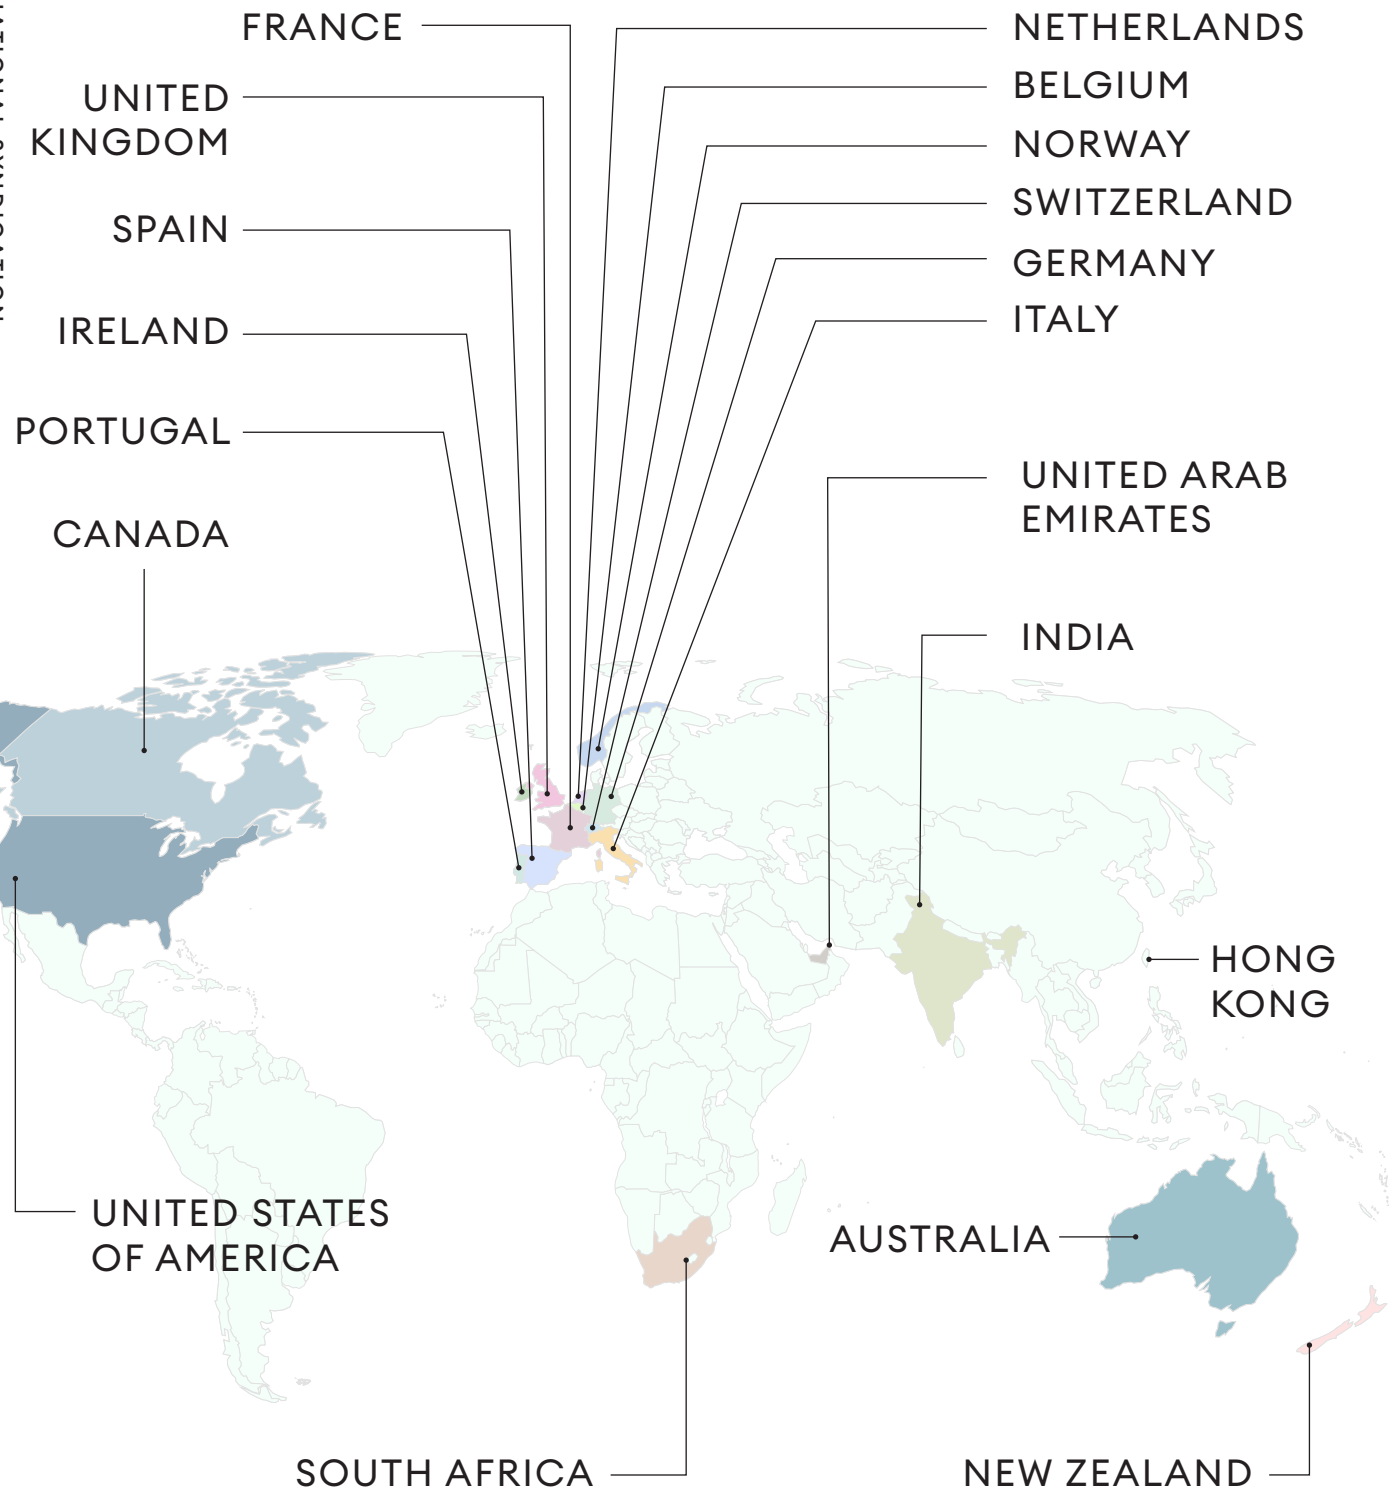 FRANCE
UNITED
KINGDOM
SPAIN
IRELAND
PORTUGAL
CANADA
NETHERLANDS
BELGIUM
NORWAY
SWITZERLAND
GERMANY
ITALY
UNITED ARAB
EMIRATES
INDIA
HONG
KONG
UNITED STATES
OF AMERICA
AUSTRALIA
SOUTH AFRICA
NEW ZEALAND